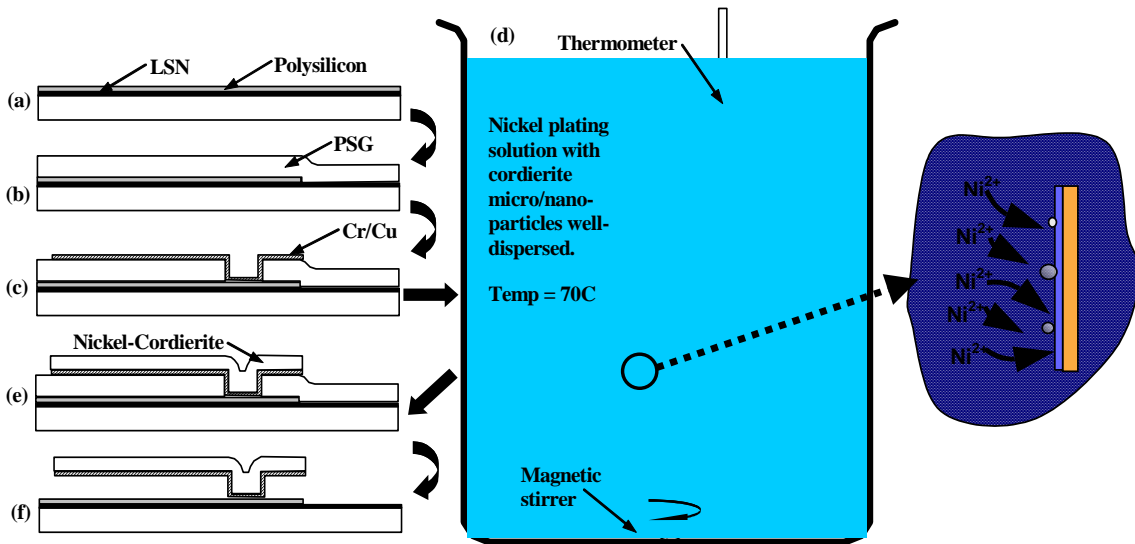 (a)
LSN
Polysilicon
(b)
PSG
(c)
Cr/Cu
(e)
Nickel-Cordierite
(f)
(d)
Thermometer
Nickel plating
solution with
cordierite
micro/nano-
particles well-
dispersed.
Temp = 70C
Magnetic
stirrer
Ni2+
Ni2+
Ni2+
Ni2+
Ni2